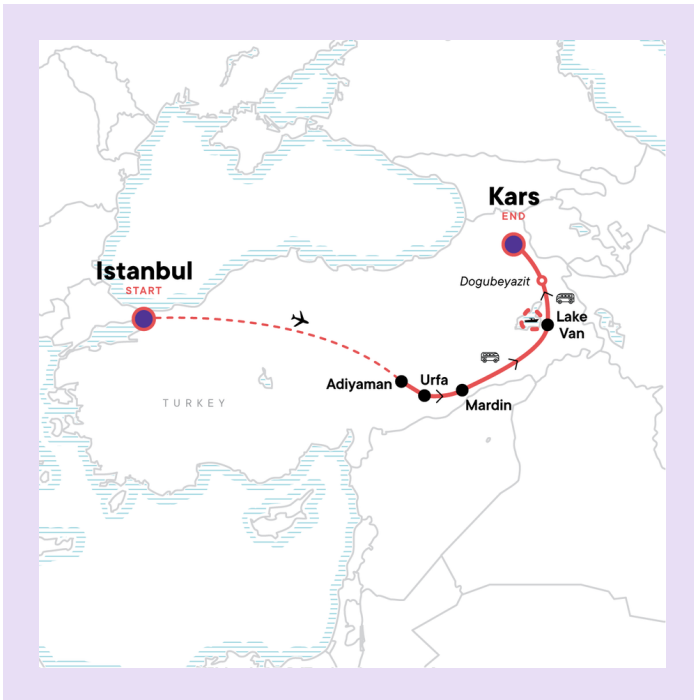 Kars
END
Istanbul
START
Dogubeyazit
Lake
Van
Adiyaman
Urfa
Mardin
TURKEY